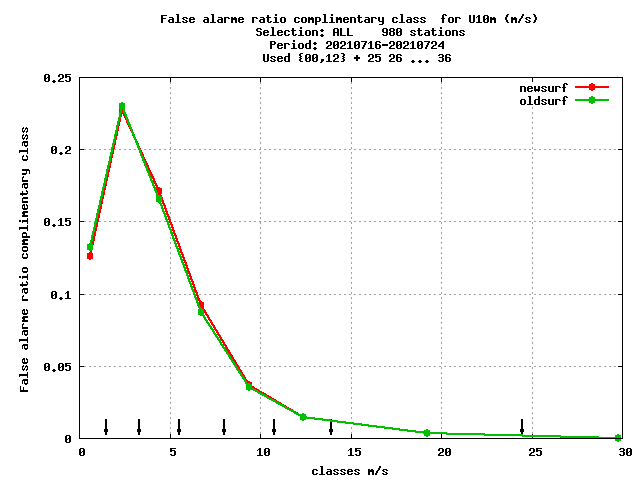 False alarme ratio complimentary class  for U10m (m/s)
Selection: ALL    980 stations
Period: 20210716-20210724
Used {00,12} + 25 26 ... 36
newsurf
oldsurf
False alarme ratio complimentary class
0.25
0.2
0.15
0.1
0.05
0
0 5 10 15 20 25 30
classes m/s